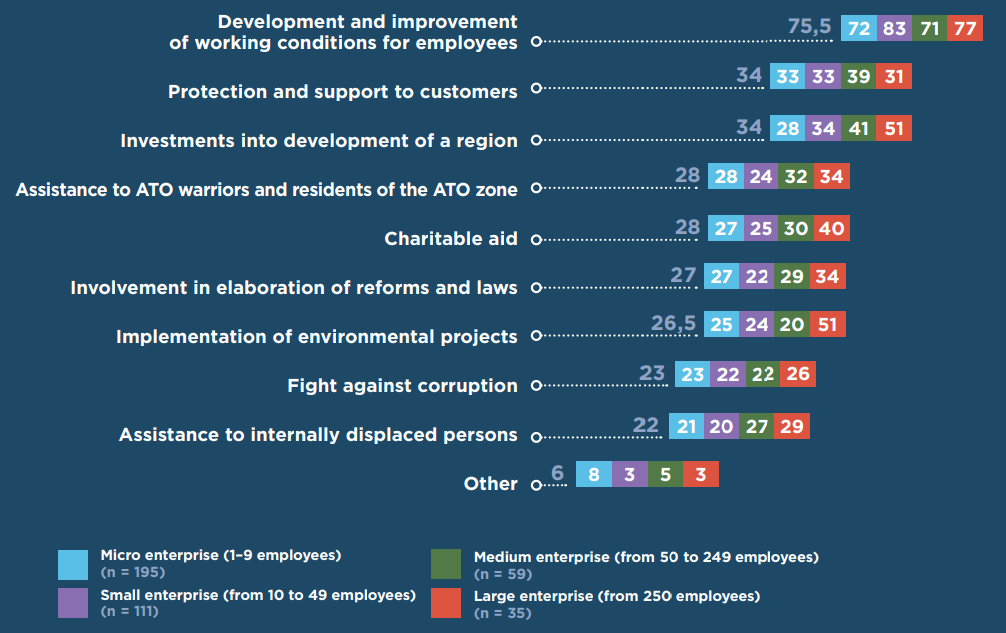 Development and improvement
of working conditions for employees
75,5 72 83 71 77
Protection and support to customers
34 33 33 39 31
Investments into development of a region
34 28 34 41 51
Assistance to ATO warriors and residents of the ATO zone
28 28 24 32 34
Charitable aid
28 27 25 30 40
Involvement in elaboration of reforms and laws
27 27 22 29 34
Implementation of environmental projects
26,5 25 24 20 51
Fight against corruption
23 23 22 22 26
Assistance to internally displaced persons
22 21 20 27 29
Other
6 8 3 5 3
Micro enterprise (1–9 employees)
(n = 195)
Small enterprise (from 10 to 49 employees)
(n = 111)
Medium enterprise (from 50 to 249 employees)
(n = 59)
Large enterprise (from 250 employees)
(n = 35)